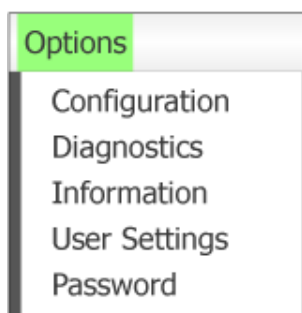 Options
Configuration
Diagnostics
Information
User Settings
Password